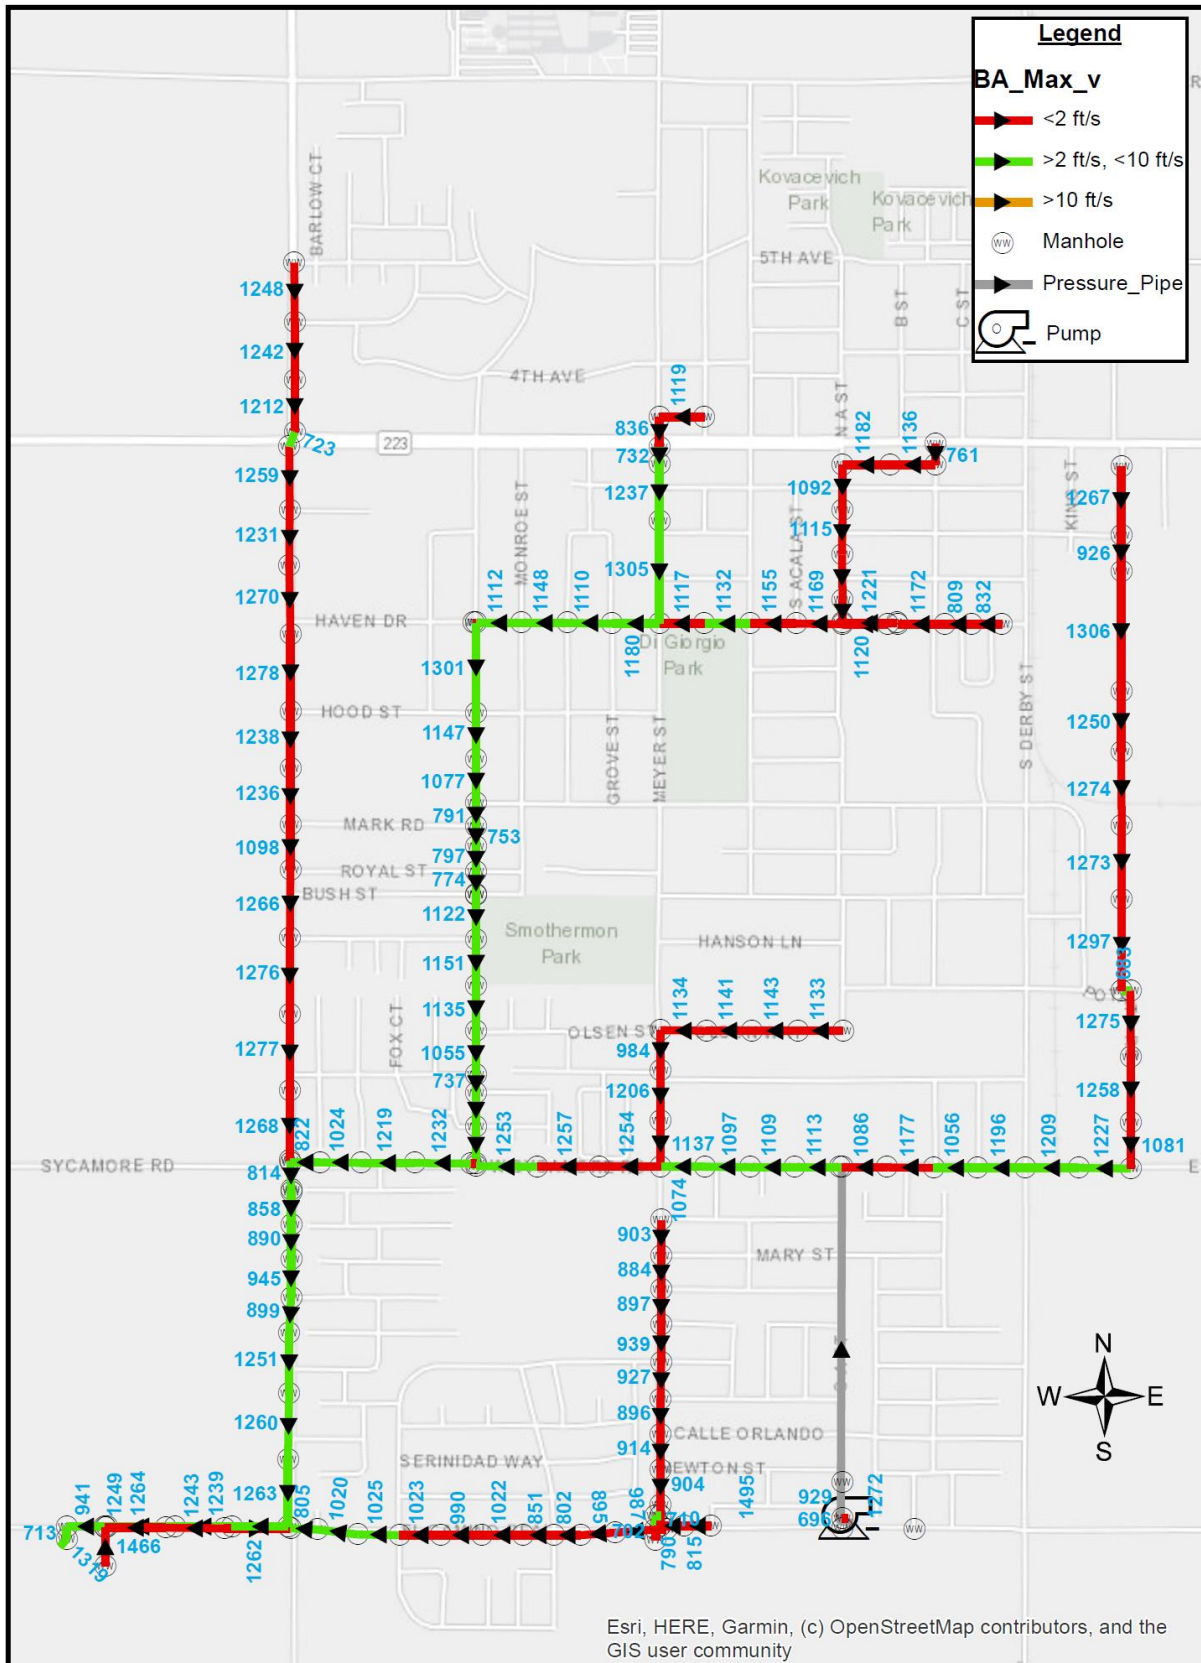 Legend
BA_Max_v
<2 ft/s
>2 ft/s, <10 ft/s
>10 ft/s
WW Manhole
Pressure_Pipe
Pump
R
BARLOW CT
Kovacevich
Park
Kovacevich
Park
5TH AVE
B ST
C ST
1248
1242
4TH AVE
1212
1119
N A ST
723
223
836
732
1182
1136
761
KING ST
1259
1237
1092
1267
1231
MONROE ST
1115
926
S ACALA ST
1270
1305
HAVEN DR
1112
1148
1110
1180
1117
1132
1155
1169
1221
1120
1172
809
832
1306
Di Giorgio
Park
1278
1301
S DERBY ST
HOOD ST
1238
1147
GROVE ST
MEYER ST
1250
1236
1077
1274
791
MARK RD
753
1098
797
1273
ROYAL ST
774
BUSH ST
1266
1122
Smothermon
Park
HANSON LN
1297
1276
1151
1135
FOX CT
OLSEN ST
1134
1141
1143
1133
1275
984
1277
1055
1206
737
1258
1268
822
1024
1219
1232
1253
1257
1254
1137
1097
1109
1113
1086
1177
1056
1196
1209
1227
1081
SYCAMORE RD
E
814
1074
858
903
890
MARY ST
884
945
897
899
939
1251
927
1260
896
CALLE ORLANDO
914
SERINIDAD WAY
NEWTON ST
904
1263
941
1249
1264
1243
1239
805
1020
1025
1023
990
1022
851
802
568
786
710
1495
929
696
1272
713
1319
1466
1262
702
790
815
N
W
E
S
Esri, HERE, Garmin, (c) OpenStreetMap contributors, and the
GIS user community